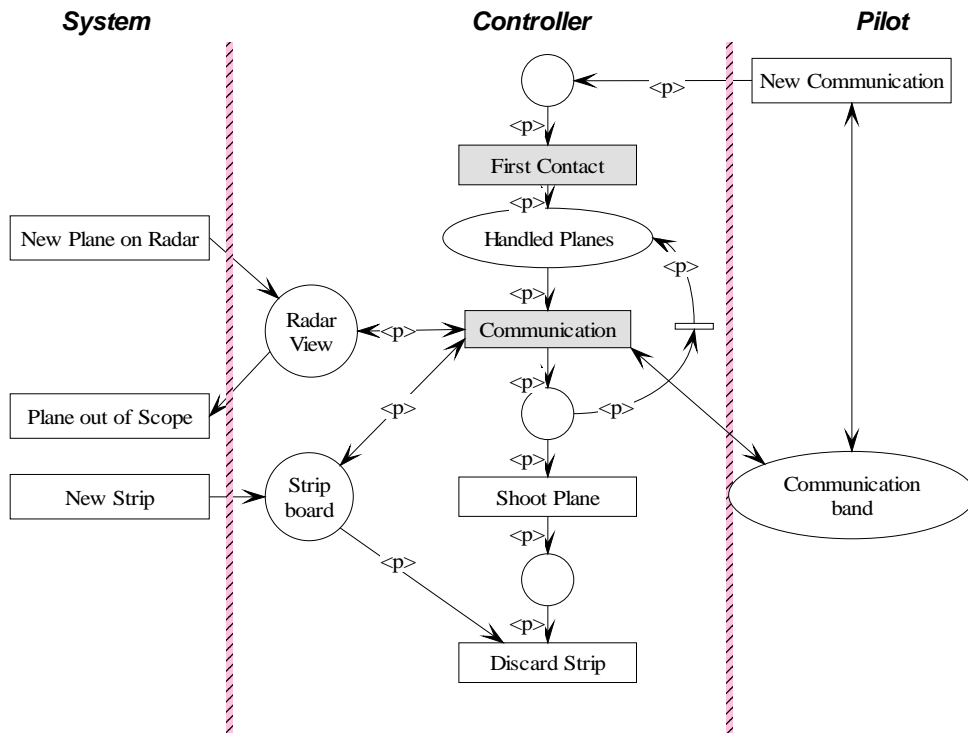 System
Controller
Pilot
New Communication
<p>
<p>
First Contact
<p>
New Plane on Radar
Handled Planes
<p>
<p>
Radar
View
<p>
Communication
<p>
Plane out of Scope
<p>
<p>
<p>
New Strip
Strip
board
Shoot Plane
Communication
band
<p>
<p>
<p>
Discard Strip